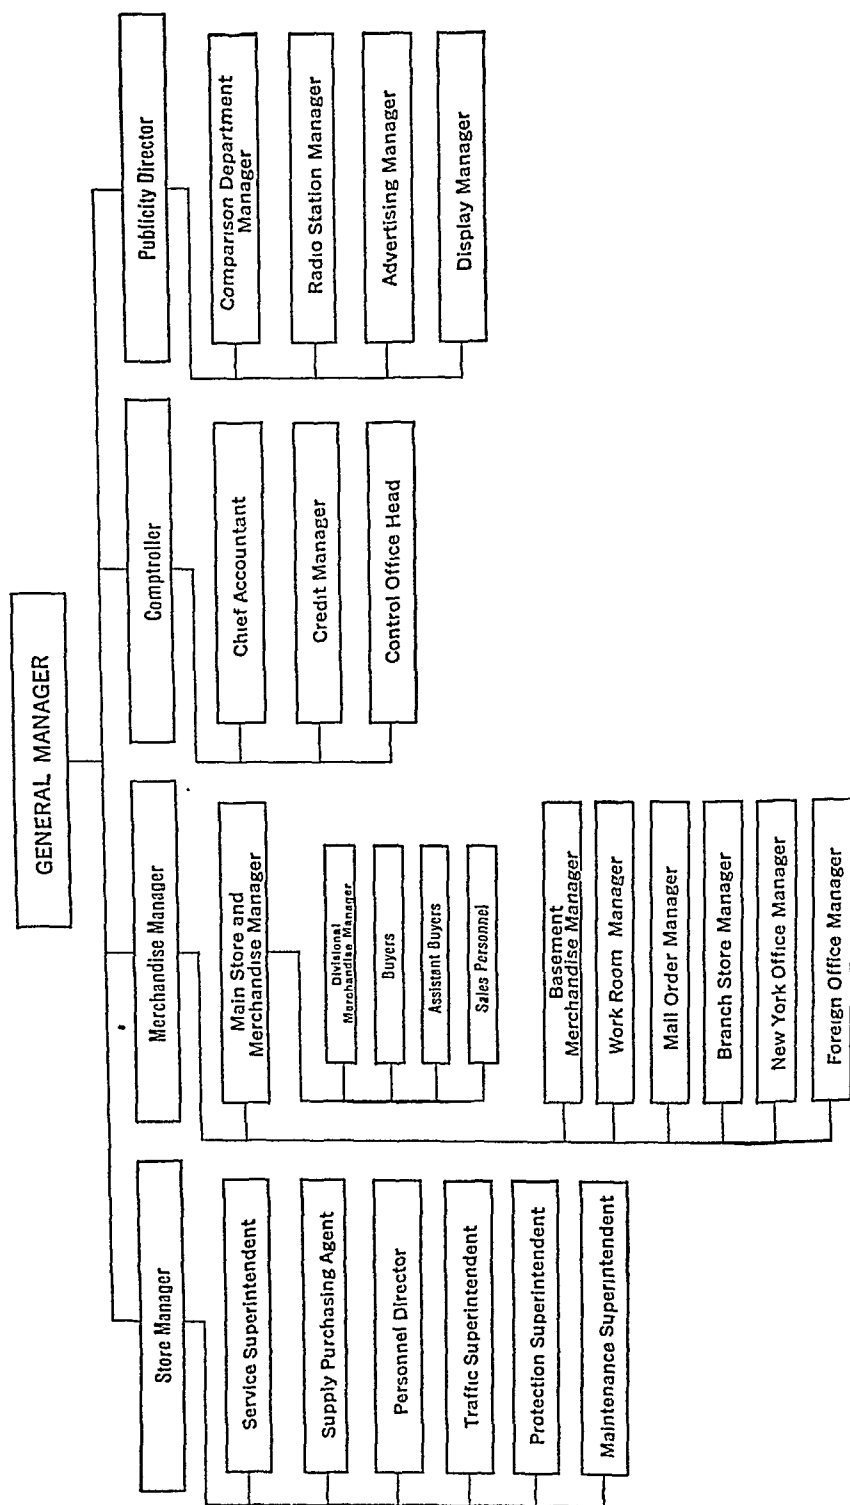 GENERAL MANAGER
Store Manager
Service Superintendent
Supply Purchasing Agent
Personnel Director
Traffic Superintendent
Protection Superintendent
Maintenance Superintendent
Merchandise Manager
Main Store and
Merchandise Manager
Divisional
Merchandise Manager
Buyers
Assistant Buyers
Sales Personnel
Basement
Merchandise Manager
Work Room Manager
Mail Order Manager
Branch Store Manager
New York Office Manager
Foreign Office Manager
Comptroller
Chief Accountant
Credit Manager
Control Office Head
Publicity Director
Comparison Department
Manager
Radio Station Manager
Advertising Manager
Display Manager